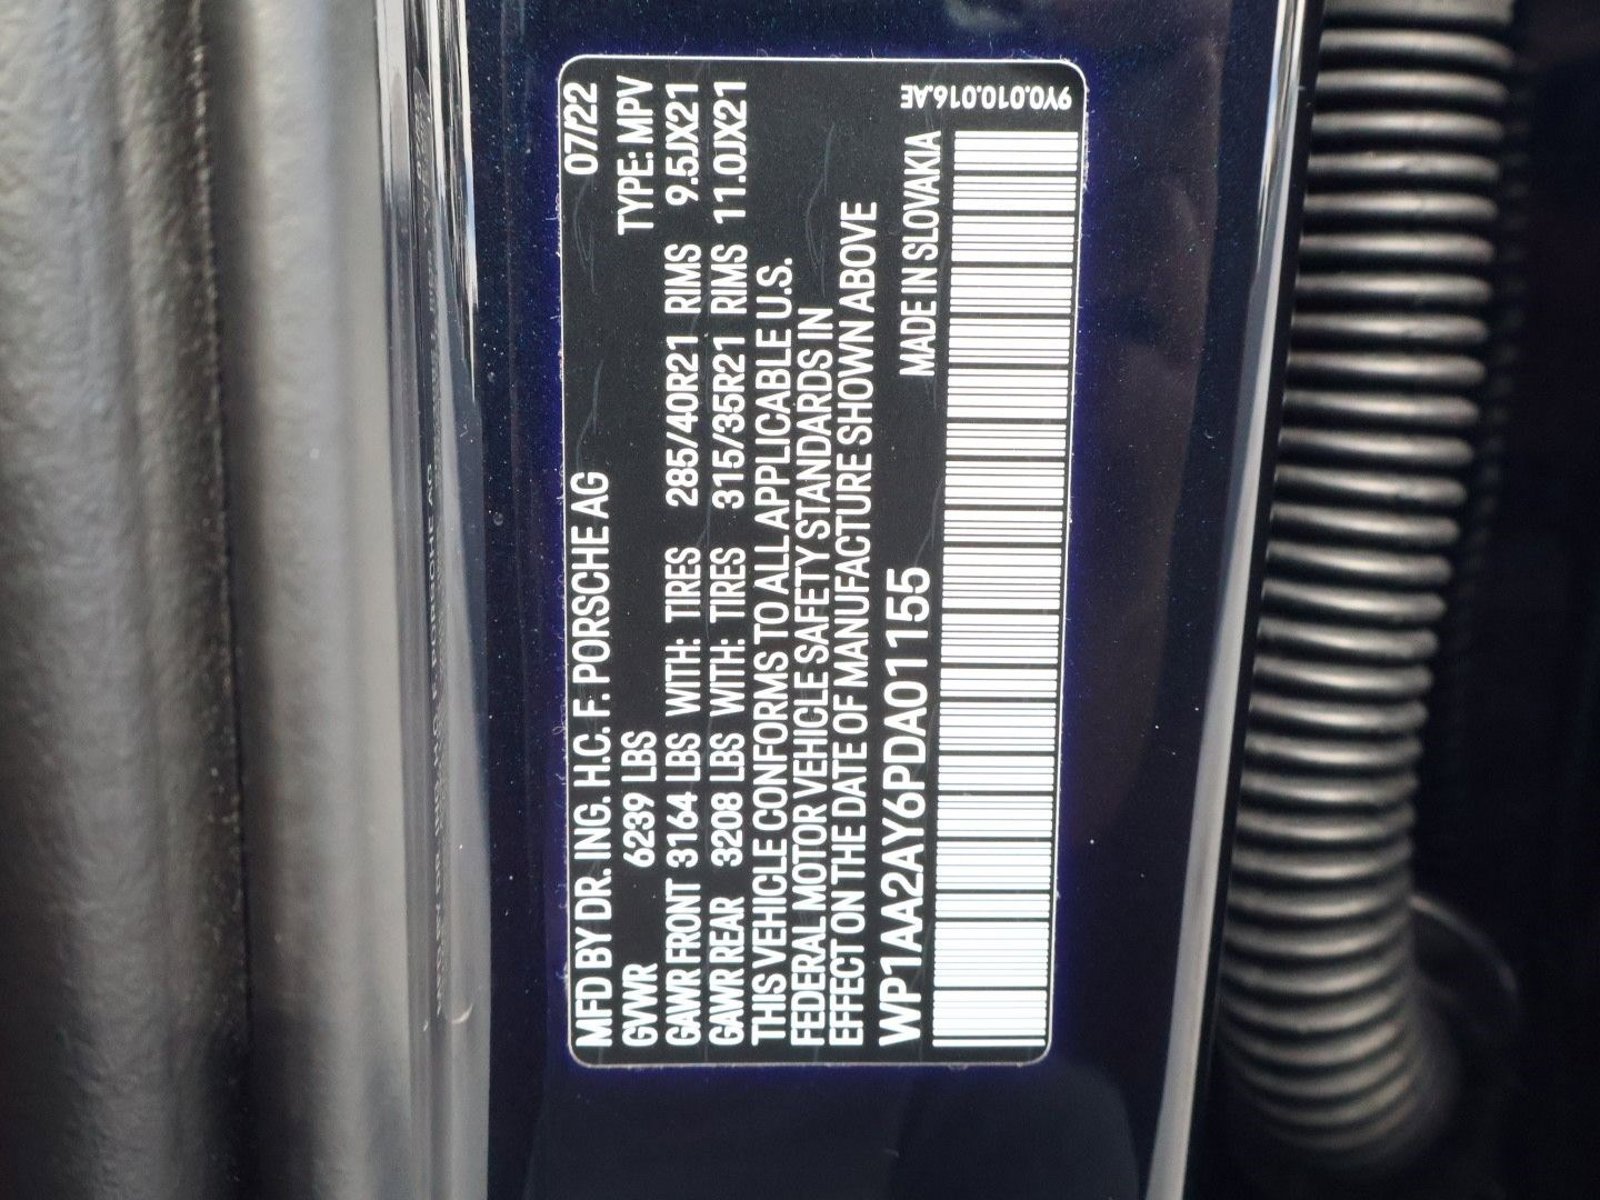 MFD BY DR. ING. H.C. F. PORSCHE AG 07/22
GVWR 6239 LBS TYPE: MPV
GAWR FRONT 3164 LBS WITH: TIRES 285/40R21 RIMS 9.5JX21
GAWR REAR 3208 LBS WITH: TIRES 315/35R21 RIMS 11.0JX21
THIS VEHICLE CONFORMS TO ALL APPLICABLE U.S.
FEDERAL MOTOR VEHICLE SAFETY STANDARDS IN
EFFECT ON THE DATE OF MANUFACTURE SHOWN ABOVE
WP1AA2AY6PDA01155 MADE IN SLOVAKIA
9Y0.010.016.AE